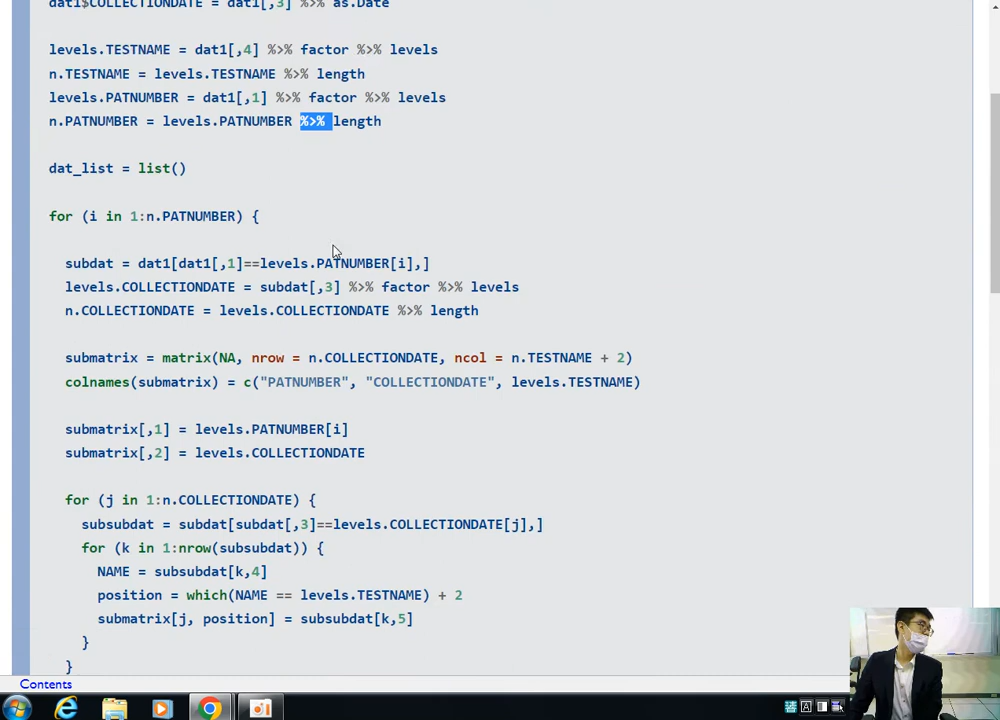 dat1$COLLECTIONDATE = dat1[,3] %>% as.Date
levels.TESTNAME = dat1[,4] %>% factor %>% levels
n.TESTNAME = levels.TESTNAME %>% length
levels.PATNUMBER = dat1[,1] %>% factor %>% levels
n.PATNUMBER = levels.PATNUMBER %>% length
dat_list = list()
for (i in 1:n.PATNUMBER) {
subdat = dat1[dat1[,1]==levels.PATNUMBER[i],]
levels.COLLECTIONDATE = subdat[,3] %>% factor %>% levels
n.COLLECTIONDATE = levels.COLLECTIONDATE %>% length
submatrix = matrix(NA, nrow = n.COLLECTIONDATE, ncol = n.TESTNAME + 2)
colnames(submatrix) = c("PATNUMBER", "COLLECTIONDATE", levels.TESTNAME)
submatrix[,1] = levels.PATNUMBER[i]
submatrix[,2] = levels.COLLECTIONDATE
for (j in 1:n.COLLECTIONDATE) {
subsubdat = subdat[subdat[,3]==levels.COLLECTIONDATE[j],]
for (k in 1:nrow(subsubdat)) {
NAME = subsubdat[k,4]
position = which(NAME == levels.TESTNAME) + 2
submatrix[j, position] = subsubdat[k,5]
}
}
Contents